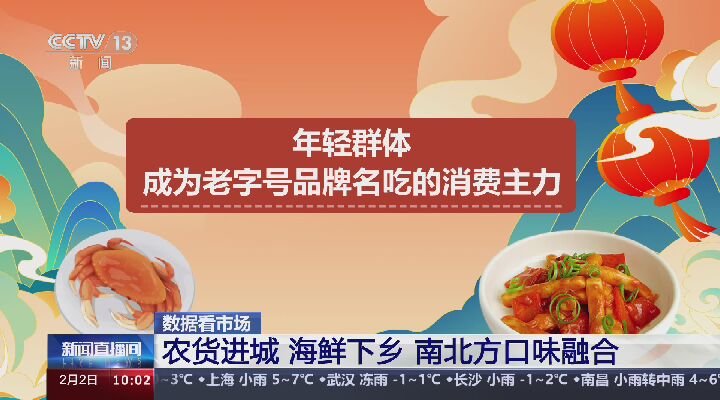 CCTV 13
新闻
年轻群体
成为老字号品牌名吃的消费主力
数据看市场
新闻直播间
农货进城 海鲜下乡 南北方口味融合
2月2日 10:02 ~3℃ 上海 小雨 5~7℃ 武汉 冻雨 -1~1℃ 长沙 小雨 -1~2℃ 南昌 小雨转中雨 4~6